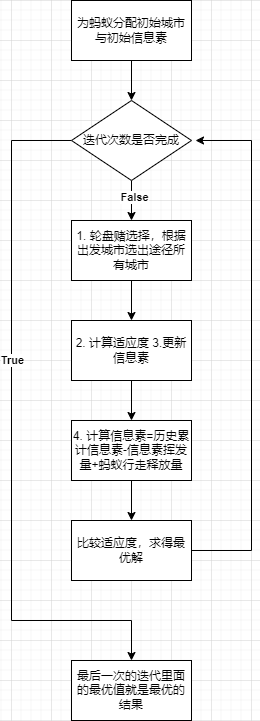 为蚂蚁分配初始城市
与初始信息素
迭代次数是否完成
False
1. 轮盘赌选择，根据
出发城市选出途径所
有城市
True
2. 计算适应度 3.更新
信息素
4. 计算信息素=历史累
计信息素-信息素挥发
量+蚂蚁行走释放量
比较适应度，求得最
优解
最后一次的迭代里面
的最优值就是最优的
结果